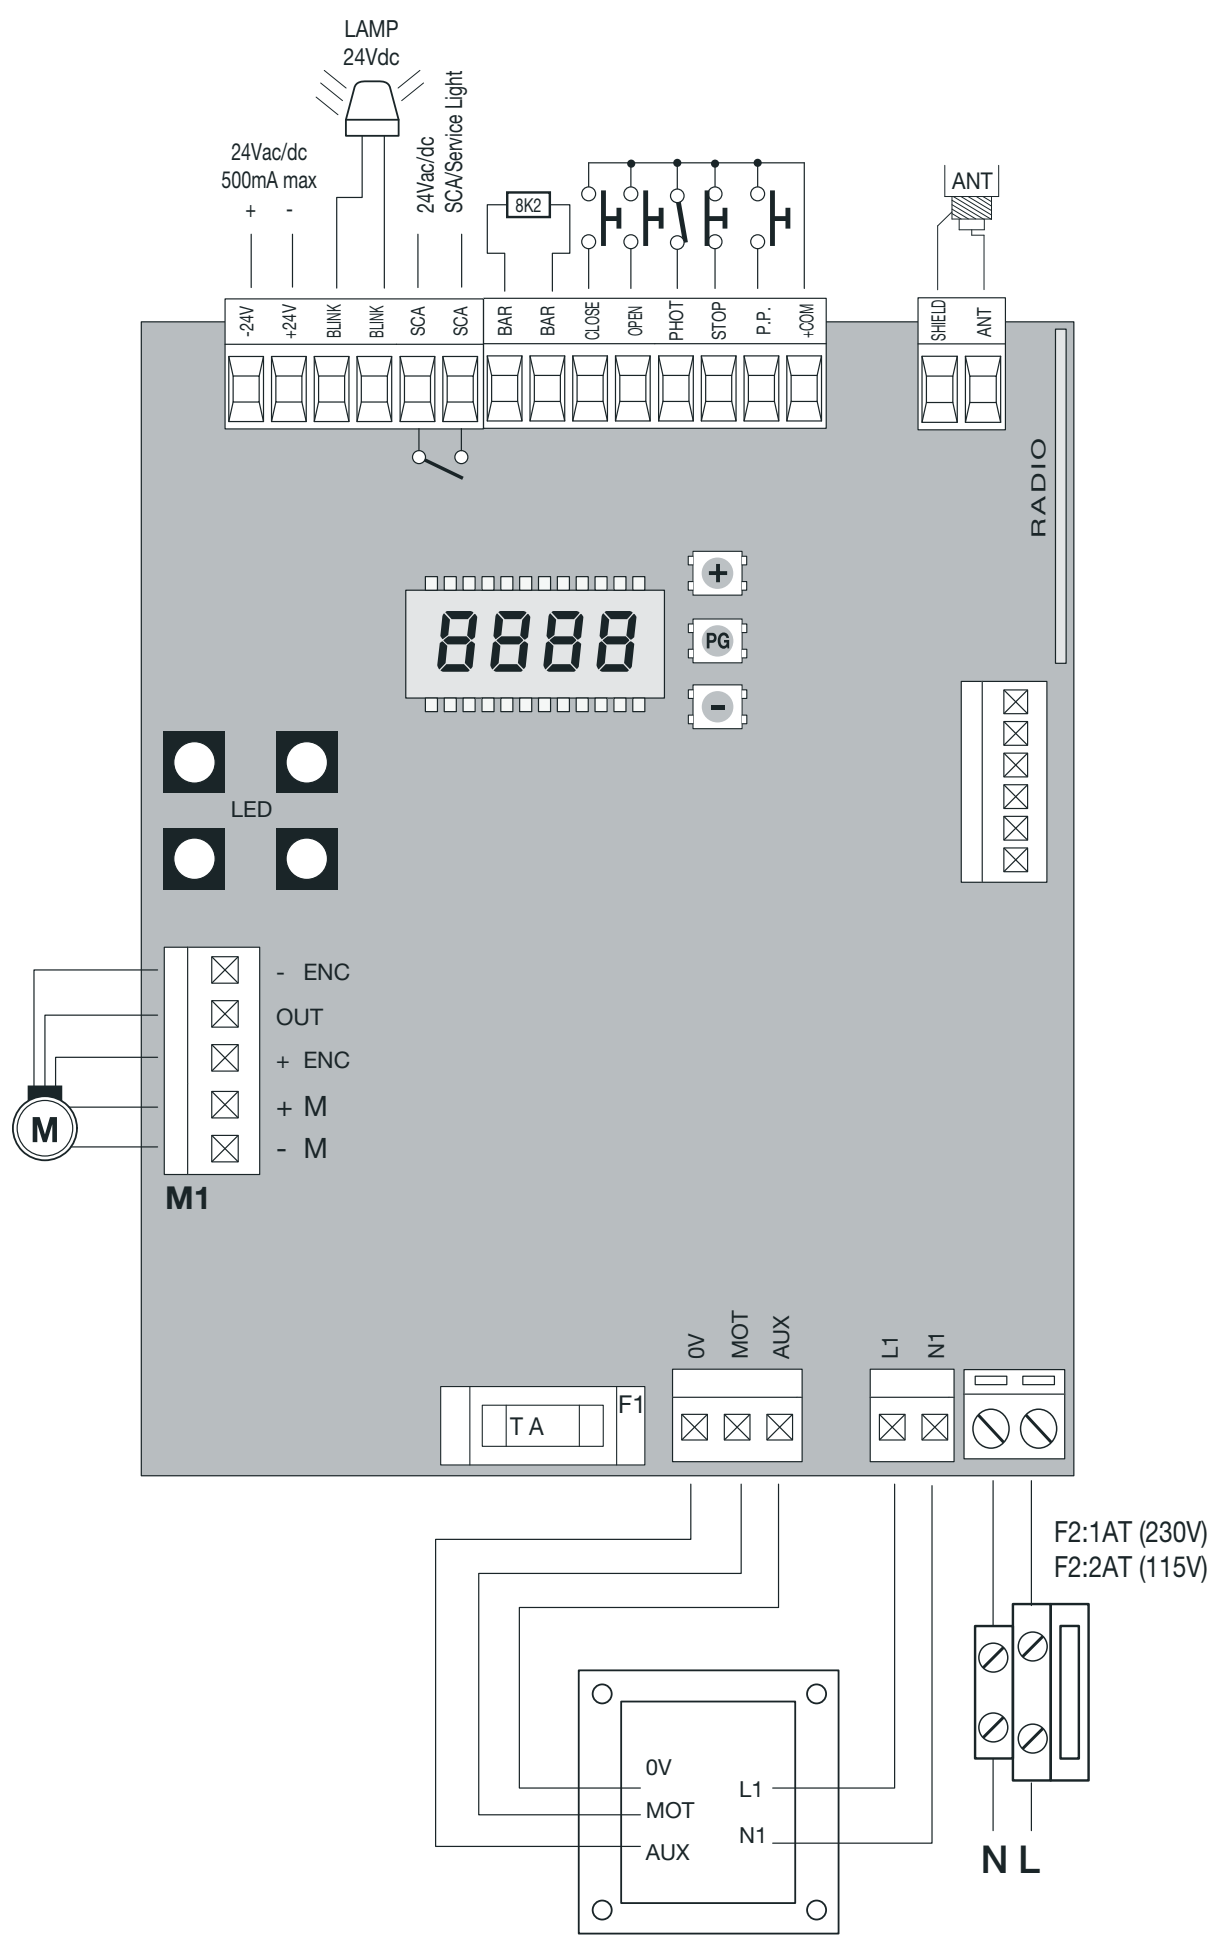 LAMP
24Vdc
24Vac/dc
500mA max
+ -
24Vac/dc
SCA/Service Light
8K2
ANT
-24V
+24V
BLINK
BLINK
SCA
SCA
BAR
BAR
CLOSE
OPEN
PHOT
STOP
P.P.
+COM
SHIELD
ANT
RADIO
+
8888
PG
-
LED
- ENC
OUT
+ ENC
+ M
- M
M
M1
0V
MOT
AUX
L1
N1
F1
T A
F2:1AT (230V)
F2:2AT (115V)
0V
MOT
AUX
L1
N1
N L